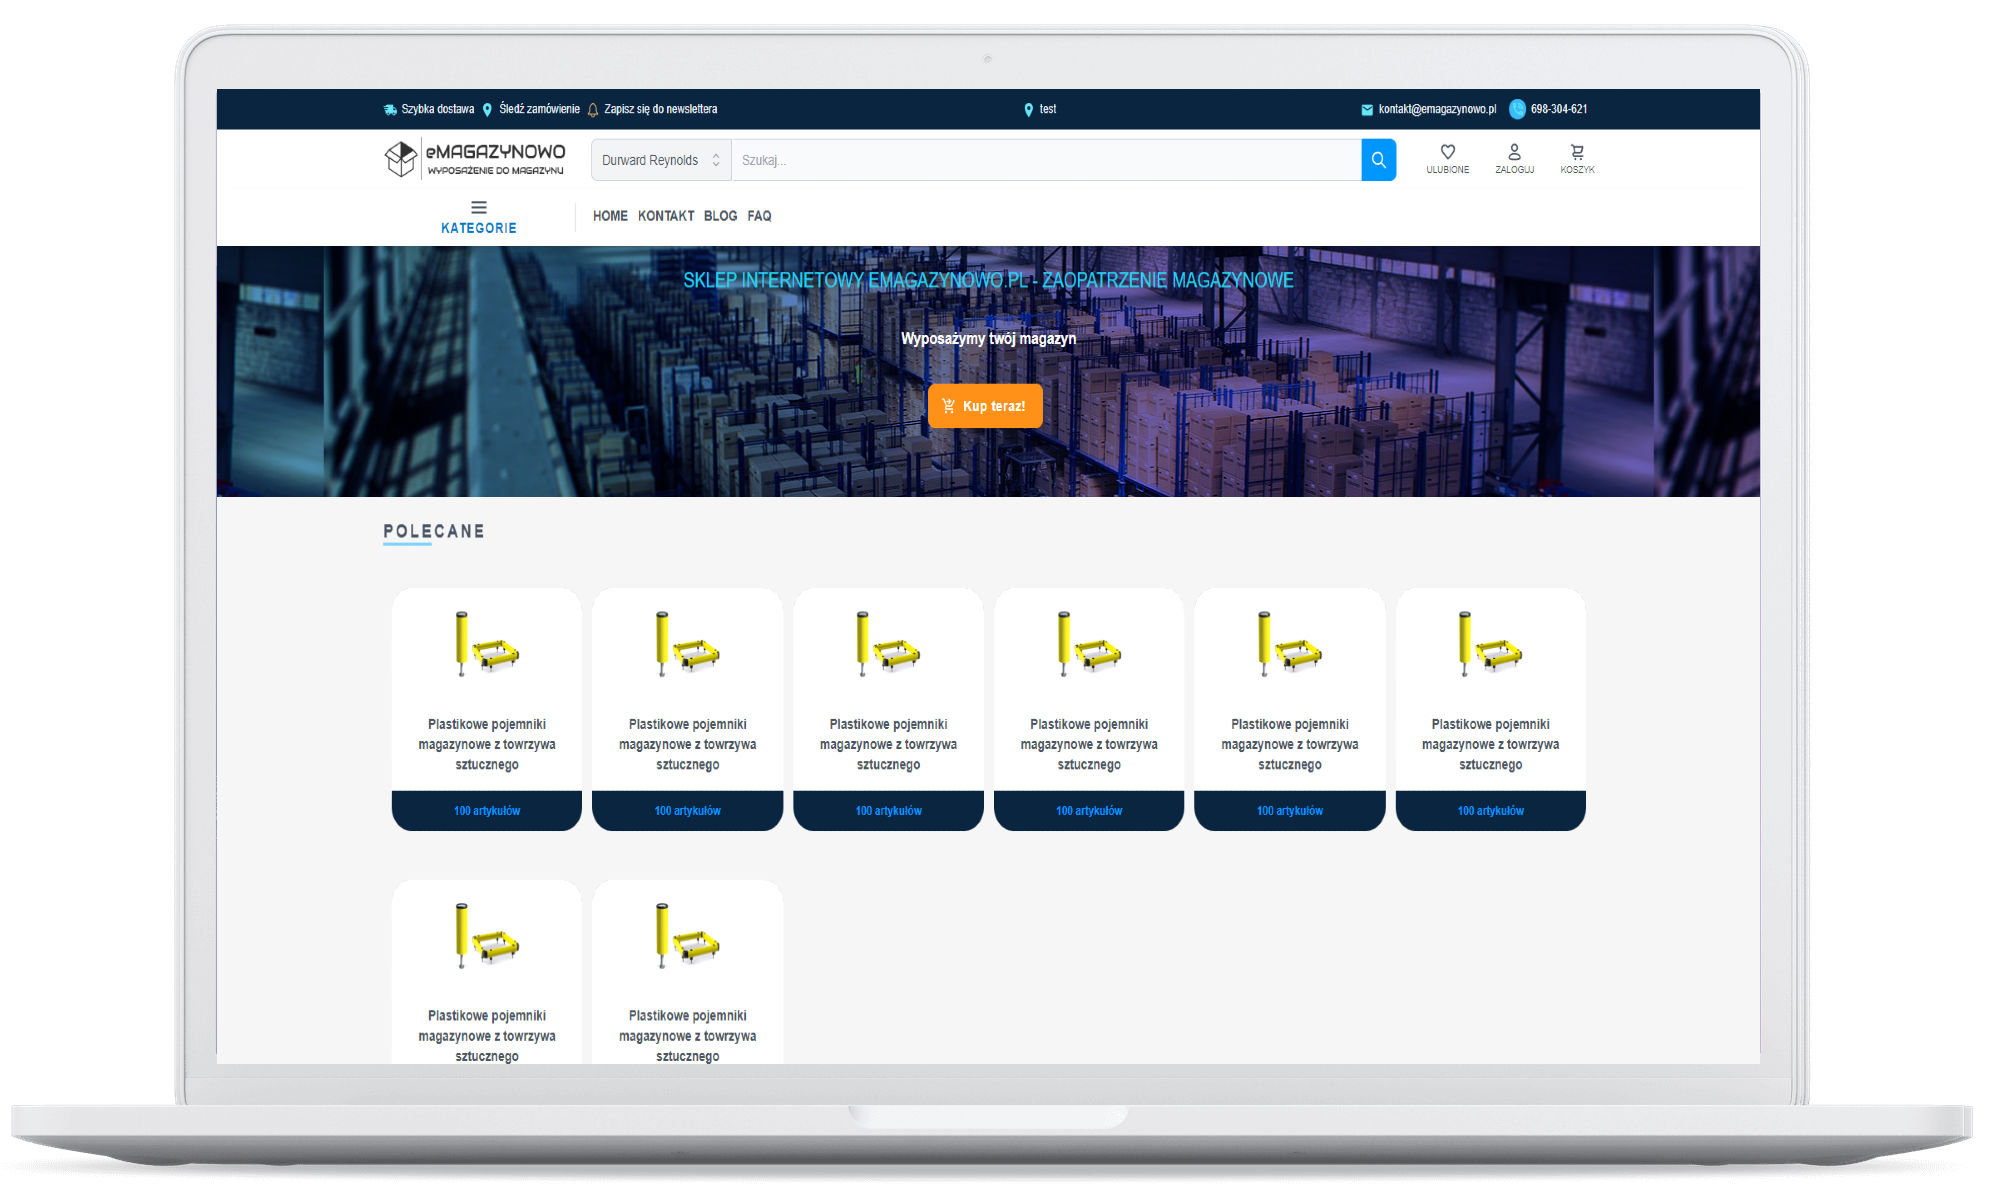 Szybka dostawa Śledź zamówienie Zapisz się do newslettera test kontakt@emagazynowo.pl 698-304-621
eMAGAZYNOWO
WYPOSAŻENIE DO MAGAZYNU
Durward Reynolds Szukaj...
ULUBIONE ZALOGUJ KOSZYK
KATEGORIE HOME KONTAKT BLOG FAQ
SKLEP INTERNETOWY EMAGAZYNOWO.PL - ZAOPATRZENIE MAGAZYNOWE
Wyposażymy twój magazyn
Kup teraz!
POLECANE
Plastikowe pojemniki
magazynowe z towrzywa
sztucznego
100 artykułów
Plastikowe pojemniki
magazynowe z towrzywa
sztucznego
100 artykułów
Plastikowe pojemniki
magazynowe z towrzywa
sztucznego
100 artykułów
Plastikowe pojemniki
magazynowe z towrzywa
sztucznego
100 artykułów
Plastikowe pojemniki
magazynowe z towrzywa
sztucznego
100 artykułów
Plastikowe pojemniki
magazynowe z towrzywa
sztucznego
100 artykułów
Plastikowe pojemniki
magazynowe z towrzywa
sztucznego
Plastikowe pojemniki
magazynowe z towrzywa
sztucznego